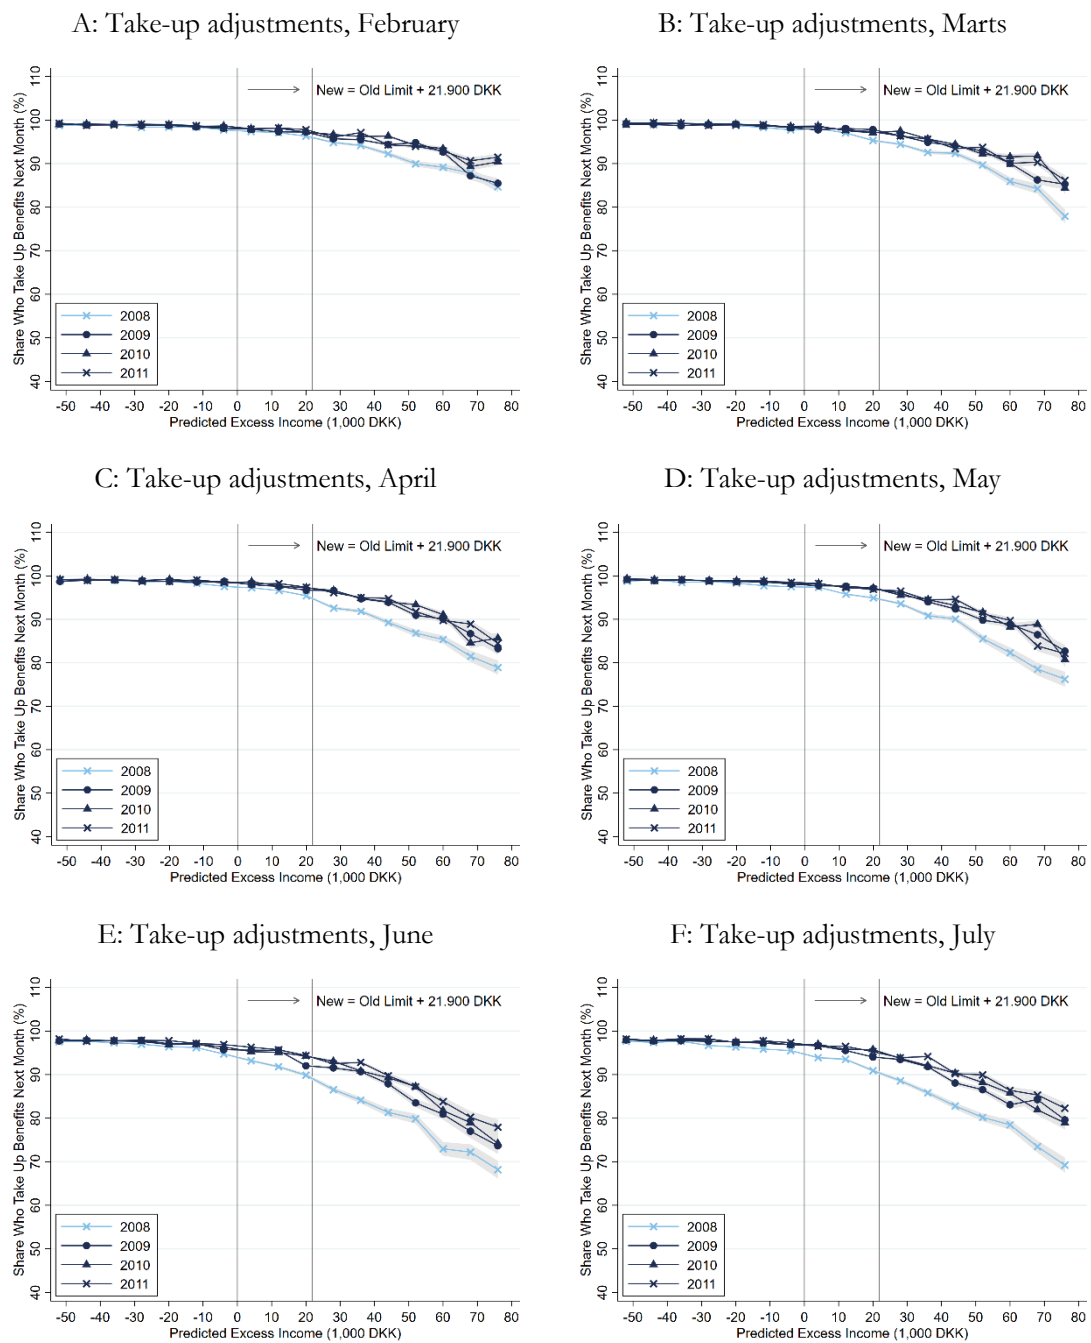 A: Take-up adjustments, February
B: Take-up adjustments, Marts
Share Who Take Up Benefits Next Month (%)
110
100
90
80
70
60
50
40
New = Old Limit + 21.900 DKK
2008
2009
2010
2011
-50 -40 -30 -20 -10 0 10 20 30 40 50 60 70 80
Predicted Excess Income (1,000 DKK)
Share Who Take Up Benefits Next Month (%)
110
100
90
80
70
60
50
40
New = Old Limit + 21.900 DKK
2008
2009
2010
2011
-50 -40 -30 -20 -10 0 10 20 30 40 50 60 70 80
Predicted Excess Income (1,000 DKK)
C: Take-up adjustments, April
D: Take-up adjustments, May
Share Who Take Up Benefits Next Month (%)
110
100
90
80
70
60
50
40
New = Old Limit + 21.900 DKK
2008
2009
2010
2011
-50 -40 -30 -20 -10 0 10 20 30 40 50 60 70 80
Predicted Excess Income (1,000 DKK)
Share Who Take Up Benefits Next Month (%)
110
100
90
80
70
60
50
40
New = Old Limit + 21.900 DKK
2008
2009
2010
2011
-50 -40 -30 -20 -10 0 10 20 30 40 50 60 70 80
Predicted Excess Income (1,000 DKK)
E: Take-up adjustments, June
F: Take-up adjustments, July
Share Who Take Up Benefits Next Month (%)
110
100
90
80
70
60
50
40
New = Old Limit + 21.900 DKK
2008
2009
2010
2011
-50 -40 -30 -20 -10 0 10 20 30 40 50 60 70 80
Predicted Excess Income (1,000 DKK)
Share Who Take Up Benefits Next Month (%)
110
100
90
80
70
60
50
40
New = Old Limit + 21.900 DKK
2008
2009
2010
2011
-50 -40 -30 -20 -10 0 10 20 30 40 50 60 70 80
Predicted Excess Income (1,000 DKK)